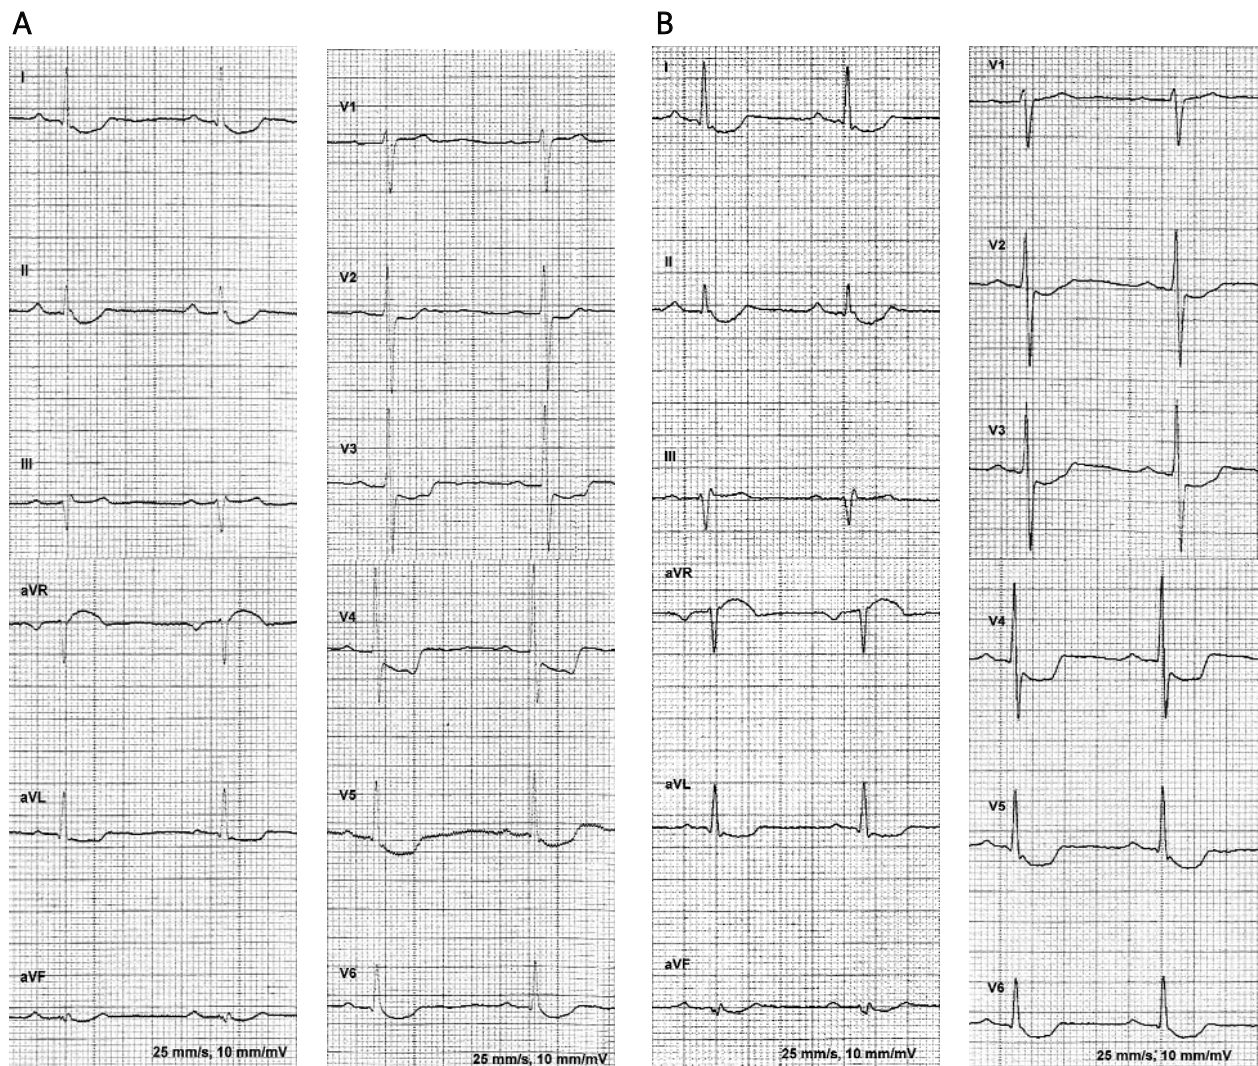 A
I
II
III
aVR
aVL
aVF
25 mm/s, 10 mm/mV
V1
V2
V3
V4
V5
V6
25 mm/s, 10 mm/mV
B
I
II
III
aVR
aVL
aVF
25 mm/s, 10 mm/mV
V1
V2
V3
V4
V5
V6
25 mm/s, 10 mm/mV